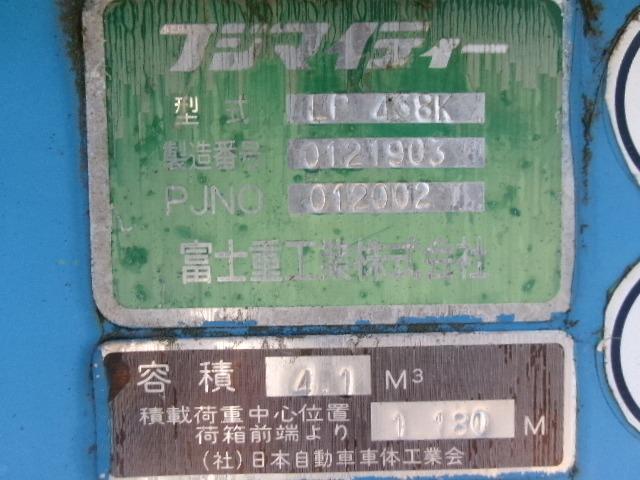 フジマイティー
型式 LP 438K
製造番号 0121903
PJNO 012002
富士重工業株式会社
容積 4.1 M³
積載荷重中心位置
荷箱前端より 1 180 M
(社)日本自動車車体工業会